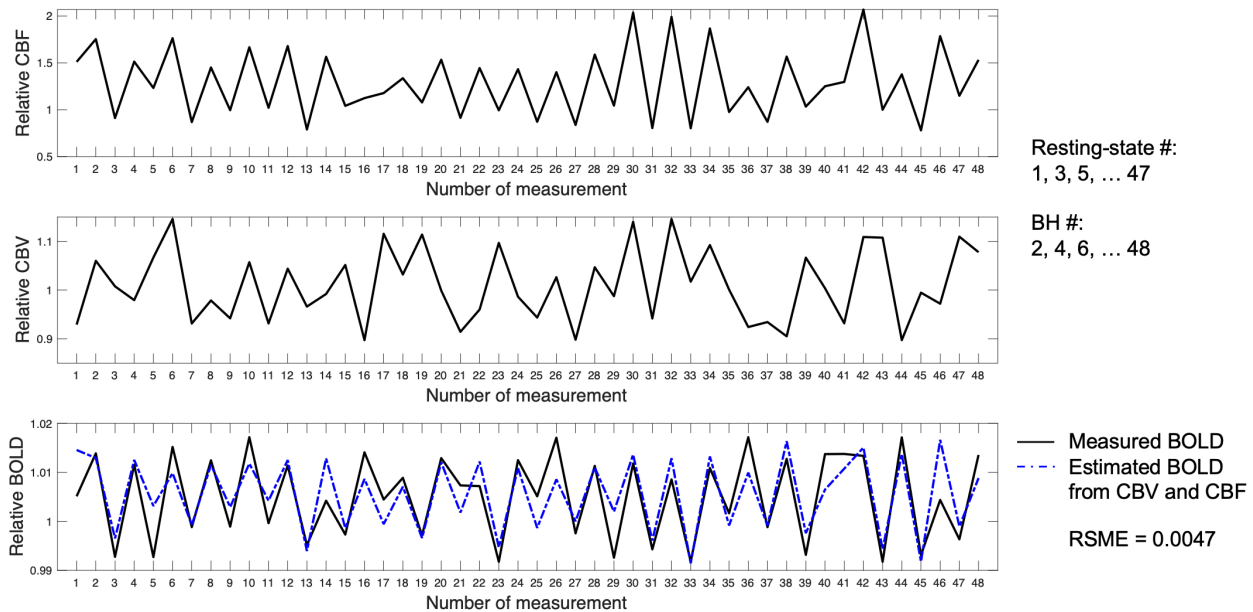 2
1.5
1
0.5
Relative CBF
1 2 3 4 5 6 7 8 9 10 11 12 13 14 15 16 17 18 19 20 21 22 23 24 25 26 27 28 29 30 31 32 33 34 35 36 37 38 39 40 41 42 43 44 45 46 47 48
Number of measurement
1.1
1
0.9
Relative CBV
1 2 3 4 5 6 7 8 9 10 11 12 13 14 15 16 17 18 19 20 21 22 23 24 25 26 27 28 29 30 31 32 33 34 35 36 37 38 39 40 41 42 43 44 45 46 47 48
Number of measurement
1.02
1.01
1
0.99
Relative BOLD
1 2 3 4 5 6 7 8 9 10 11 12 13 14 15 16 17 18 19 20 21 22 23 24 25 26 27 28 29 30 31 32 33 34 35 36 37 38 39 40 41 42 43 44 45 46 47 48
Number of measurement
Resting-state #:
1, 3, 5, … 47
BH #:
2, 4, 6, … 48
Measured BOLD
Estimated BOLD
from CBV and CBF
RSME = 0.0047